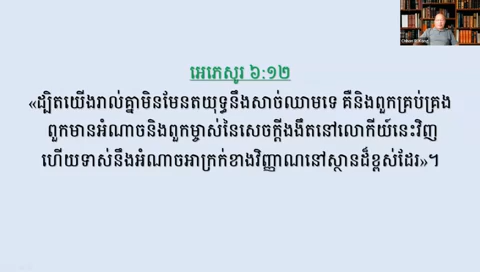 អេភេសូរ ៦:១២
«ដ្បិតយើងរាល់គ្នាមិនមែនតយុទ្ធនឹងសាច់ឈាមទេ គឺនិងពួកគ្រប់គ្រង
ពួកមានអំណាចនិងពួកម្ចាស់នៃសេចក្ដីងងឹតនៅលោកីយ៍នេះវិញ
ហើយទាស់នឹងអំណាចអាក្រក់ខាងវិញ្ញាណនៅស្ថានដ៏ខ្ពស់ដែរ»។